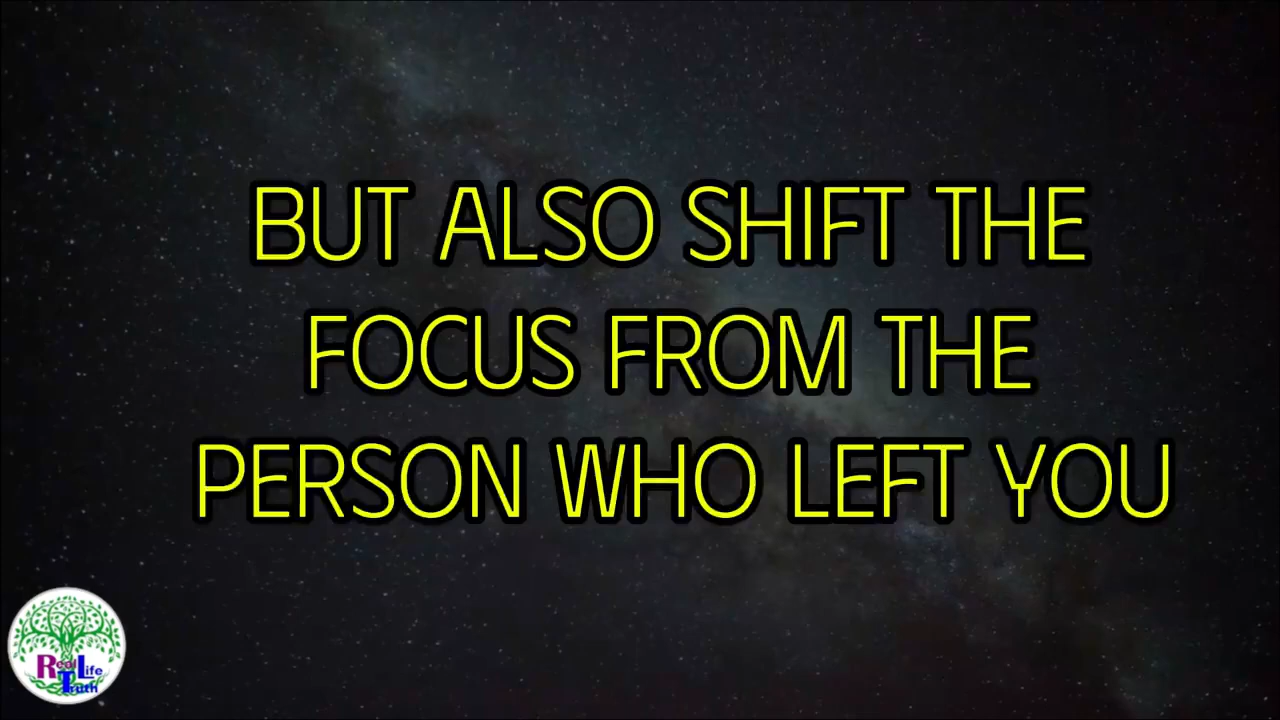 BUT ALSO SHIFT THE
FOCUS FROM THE
PERSON WHO LEFT YOU
Real Life
Truth